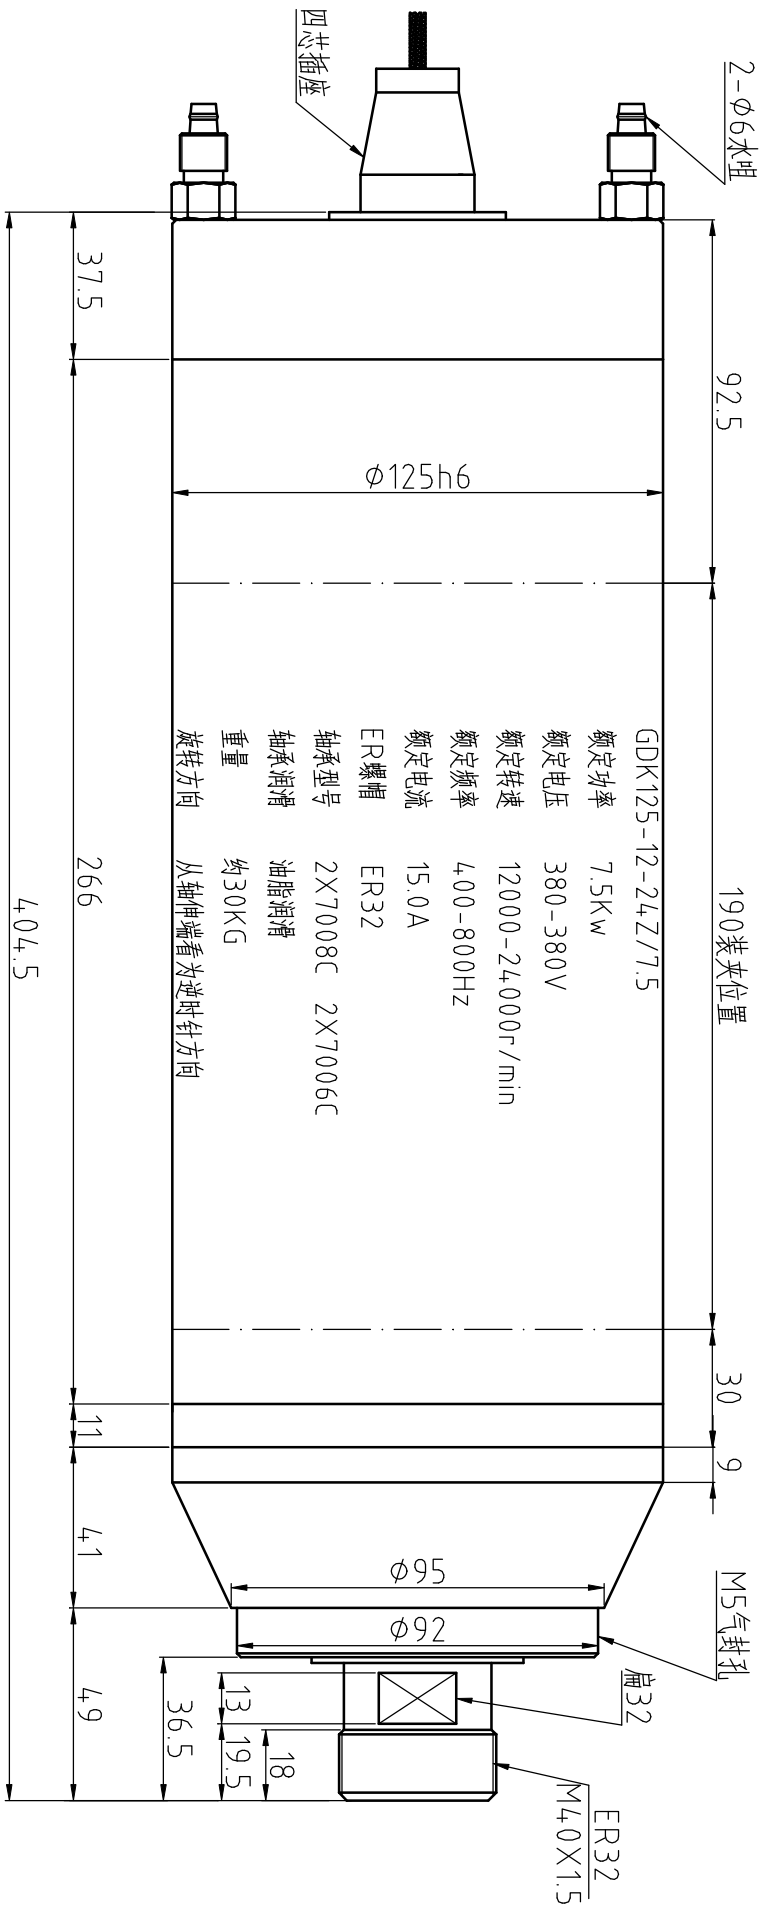 四芯插座
2-φ6水咀
37.5
92.5
φ125h6
GDK125-12-24Z/7.5
额定功率 7.5Kw
额定电压 380-380V
额定转速 12000-24000r/min
额定频率 400-800Hz
额定电流 15.0A
ER螺帽 ER32
轴承型号 2X7008C 2X7006C
轴承润滑 油脂润滑
重量 约30KG
旋转方向 从轴伸端看为逆时针方向
190装夹位置
266
404.5
30
11
9
41
φ95
φ92
M5气封孔
扁32
49
36.5
13
19.5
18
ER32
M40X1.5